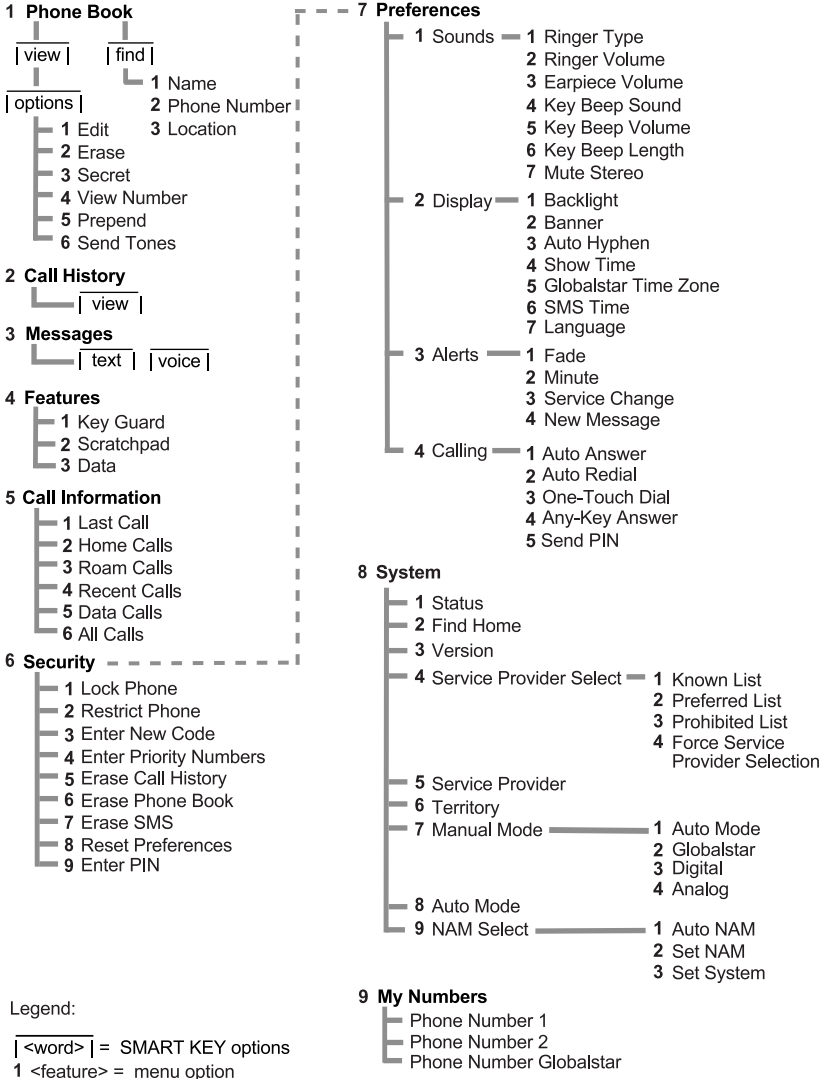 1 Phone Book
view find
options
1 Name
2 Phone Number
3 Location
1 Edit
2 Erase
3 Secret
4 View Number
5 Prepend
6 Send Tones
2 Call History
view
3 Messages
text voice
4 Features
1 Key Guard
2 Scratchpad
3 Data
5 Call Information
1 Last Call
2 Home Calls
3 Roam Calls
4 Recent Calls
5 Data Calls
6 All Calls
6 Security
1 Lock Phone
2 Restrict Phone
3 Enter New Code
4 Enter Priority Numbers
5 Erase Call History
6 Erase Phone Book
7 Erase SMS
8 Reset Preferences
9 Enter PIN
7 Preferences
1 Sounds
1 Ringer Type
2 Ringer Volume
3 Earpiece Volume
4 Key Beep Sound
5 Key Beep Volume
6 Key Beep Length
7 Mute Stereo
2 Display
1 Backlight
2 Banner
3 Auto Hyphen
4 Show Time
5 Globalstar Time Zone
6 SMS Time
7 Language
3 Alerts
1 Fade
2 Minute
3 Service Change
4 New Message
4 Calling
1 Auto Answer
2 Auto Redial
3 One-Touch Dial
4 Any-Key Answer
5 Send PIN
8 System
1 Status
2 Find Home
3 Version
4 Service Provider Select
1 Known List
2 Preferred List
3 Prohibited List
4 Force Service
Provider Selection
5 Service Provider
6 Territory
7 Manual Mode
1 Auto Mode
2 Globalstar
3 Digital
4 Analog
8 Auto Mode
9 NAM Select
1 Auto NAM
2 Set NAM
3 Set System
9 My Numbers
Phone Number 1
Phone Number 2
Phone Number Globalstar
Legend:
| <word> | = SMART KEY options
1 <feature> = menu option